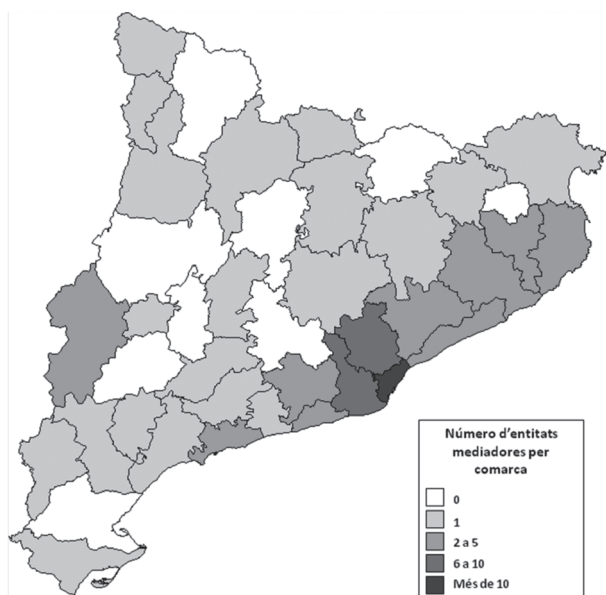 Número d'entitats
mediadores per
comarca
0
1
2 a 5
6 a 10
Més de 10